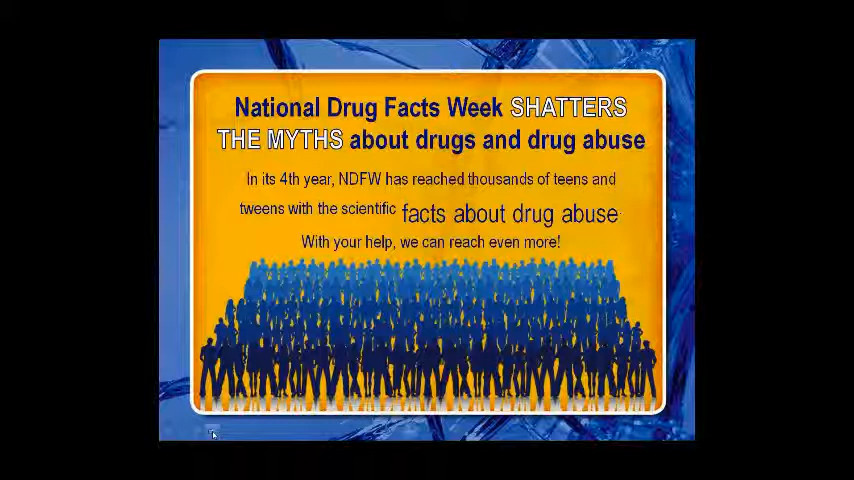 National Drug Facts Week SHATTERS
THE MYTHS about drugs and drug abuse
In its 4th year, NDFW has reached thousands of teens and
tweens with the scientific facts about drug abuse
With your help, we can reach even more!